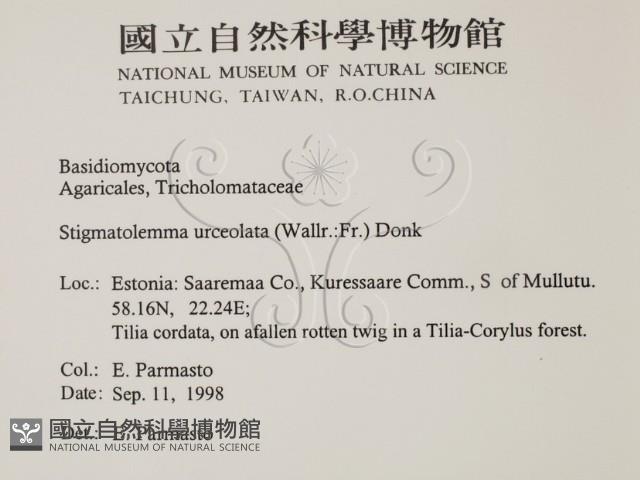 國立自然科學博物館
NATIONAL MUSEUM OF NATURAL SCIENCE
TAICHUNG, TAIWAN, R.O.CHINA
Basidiomycota
Agaricales, Tricholomataceae
Stigmatolemma urceolata (Wallr.:Fr.) Donk
Loc.: Estonia: Saaremaa Co., Kuressaare Comm., S of Mullutu.
58.16N, 22.24E;
Tilia cordata, on afallen rotten twig in a Tilia-Corylus forest.
Col.: E. Parmasto
Date: Sep. 11, 1998
Det.: E. Parmasto
國立自然科學博物館
NATIONAL MUSEUM OF NATURAL SCIENCE